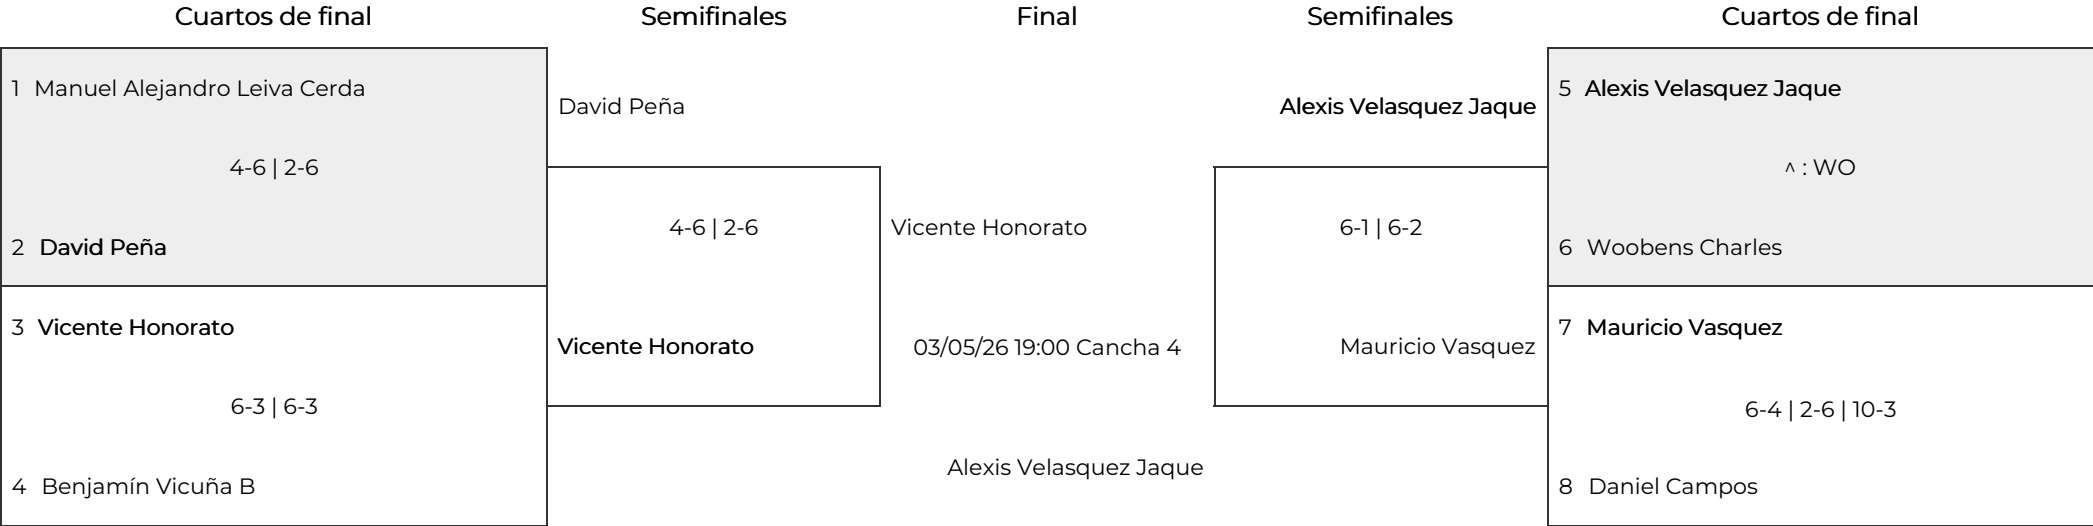 Cuartos de final
Semifinales
Final
Semifinales
Cuartos de final
1 Manuel Alejandro Leiva Cerda
4-6 | 2-6
2 David Peña
3 Vicente Honorato
6-3 | 6-3
4 Benjamín Vicuña B
David Peña
4-6 | 2-6
Vicente Honorato
Vicente Honorato
03/05/26 19:00 Cancha 4
Alexis Velasquez Jaque
Alexis Velasquez Jaque
6-1 | 6-2
Mauricio Vasquez
5 Alexis Velasquez Jaque
^ : WO
6 Woobens Charles
7 Mauricio Vasquez
6-4 | 2-6 | 10-3
8 Daniel Campos